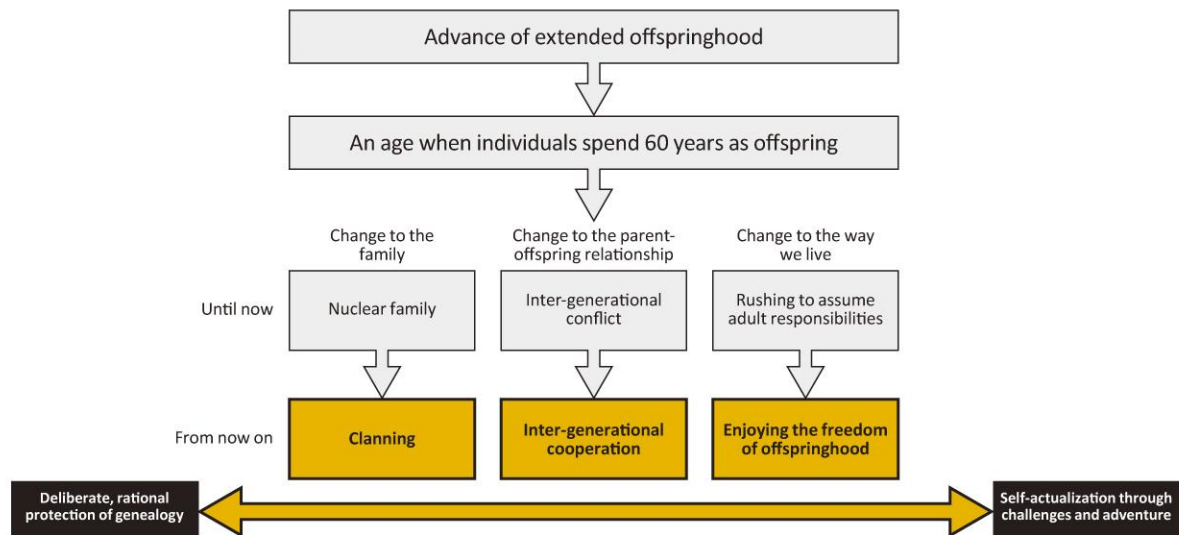 Advance of extended offspringhood
An age when individuals spend 60 years as offspring
Change to the
family
Change to the parent-
offspring relationship
Change to the way
we live
Until now
Nuclear family
Inter-generational
conflict
Rushing to assume
adult responsibilities
From now on
Clanning
Inter-generational
cooperation
Enjoying the freedom
of offspringhood
Deliberate, rational
protection of genealogy
Self-actualization through
challenges and adventure